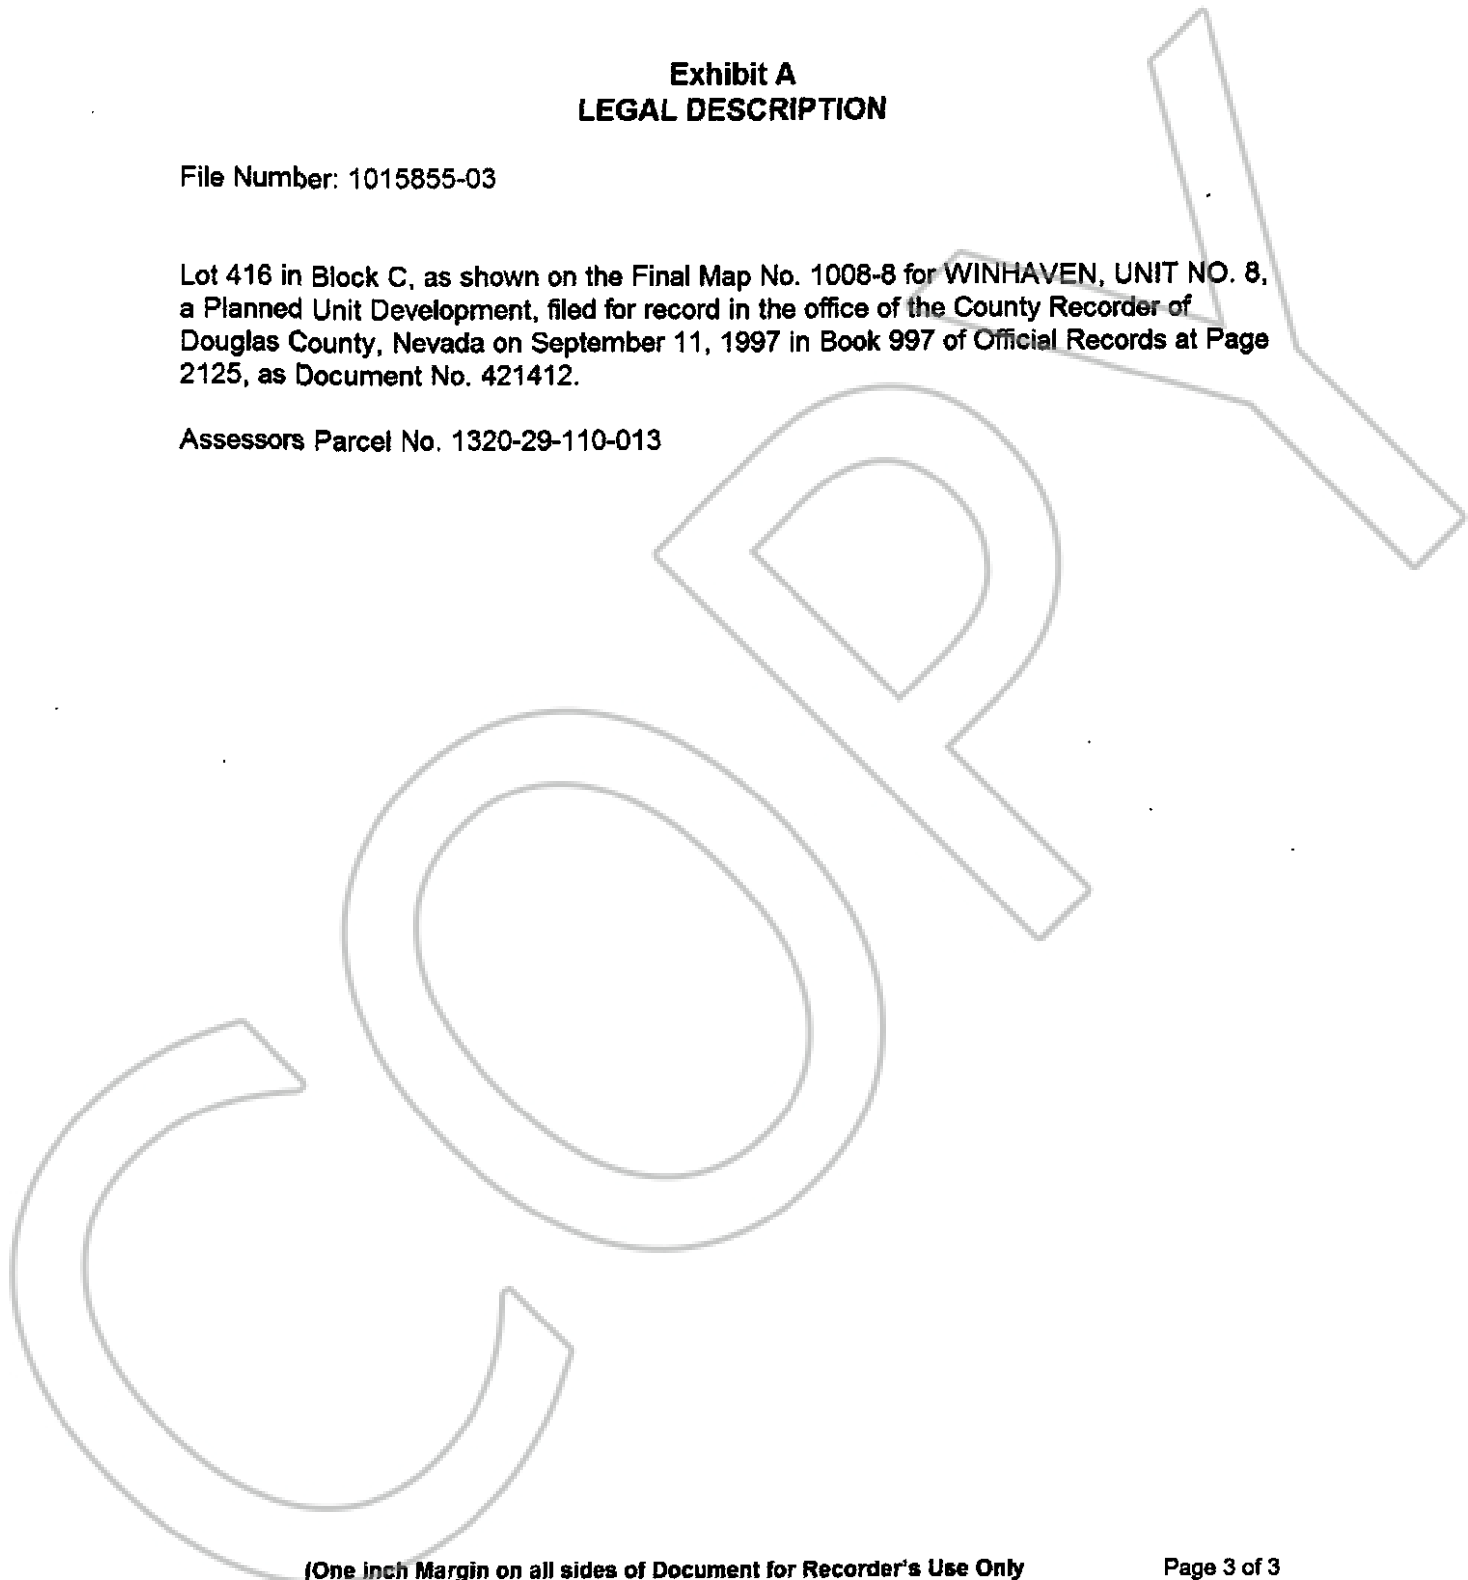 Exhibit A
LEGAL DESCRIPTION
File Number: 1015855-03
Lot 416 in Block C, as shown on the Final Map No. 1008-8 for WINHAVEN, UNIT NO. 8,
a Planned Unit Development, filed for record in the office of the County Recorder of
Douglas County, Nevada on September 11, 1997 in Book 997 of Official Records at Page
2125, as Document No. 421412.
Assessors Parcel No. 1320-29-110-013
COPY
(One inch Margin on all sides of Document for Recorder's Use Only
Page 3 of 3